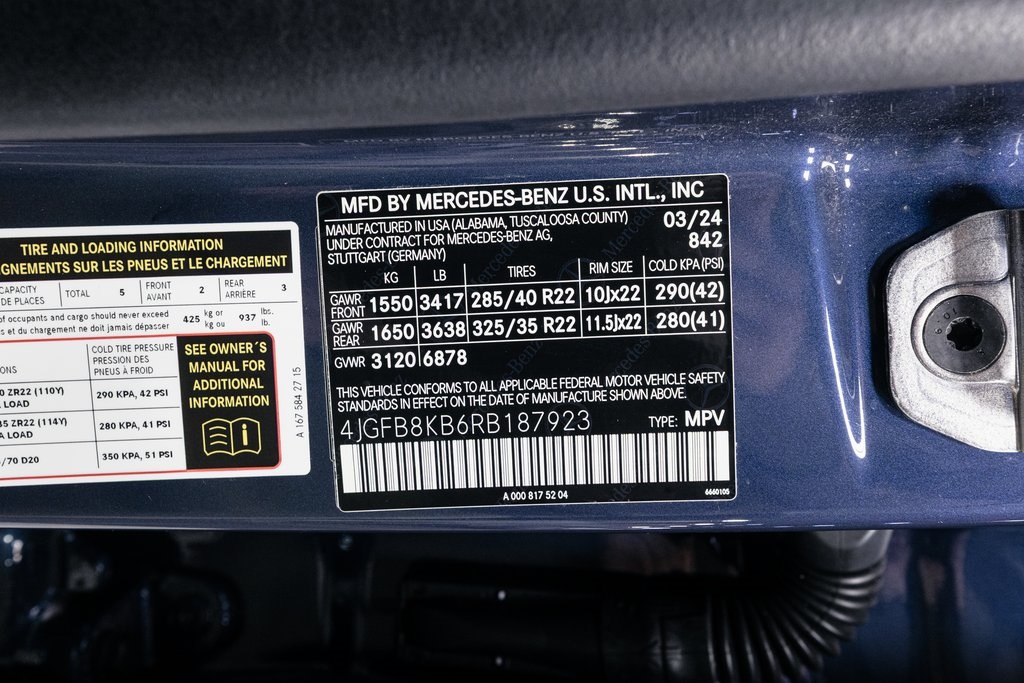 TIRE AND LOADING INFORMATION
GNEMENTS SUR LES PNEUS ET LE CHARGEMENT
CAPACITY
DE PLACES
TOTAL 5
FRONT
AVANT 2
REAR
ARRIÈRE 3
of occupants and cargo should never exceed
ts et du chargement ne doit jamais dépasser
425 kg or
kg ou
937 lbs.
lb.
ONS
COLD TIRE PRESSURE
PRESSION DES
PNEUS À FROID
0 ZR22 (110Y)
LOAD
290 KPA, 42 PSI
35 ZR22 (114Y)
A LOAD
280 KPA, 41 PSI
/70 D20
350 KPA, 51 PSI
SEE OWNER´S
MANUAL FOR
ADDITIONAL
INFORMATION
i
A 167 584 27 15
MFD BY MERCEDES-BENZ U.S. INTL., INC
MANUFACTURED IN USA (ALABAMA, TUSCALOOSA COUNTY) 03/24
UNDER CONTRACT FOR MERCEDES-BENZ AG, 842
STUTTGART (GERMANY)
KG LB TIRES RIM SIZE COLD KPA (PSI)
GAWR
FRONT 1550 3417 285/40 R22 10Jx22 290(42)
GAWR
REAR 1650 3638 325/35 R22 11.5Jx22 280(41)
GVWR 3120 6878
THIS VEHICLE CONFORMS TO ALL APPLICABLE FEDERAL MOTOR VEHICLE SAFETY
STANDARDS IN EFFECT ON THE DATE OF MANUFACTURE SHOWN ABOVE.
4JGFB8KB6RB187923 TYPE: MPV
A 000 817 52 04
6660105